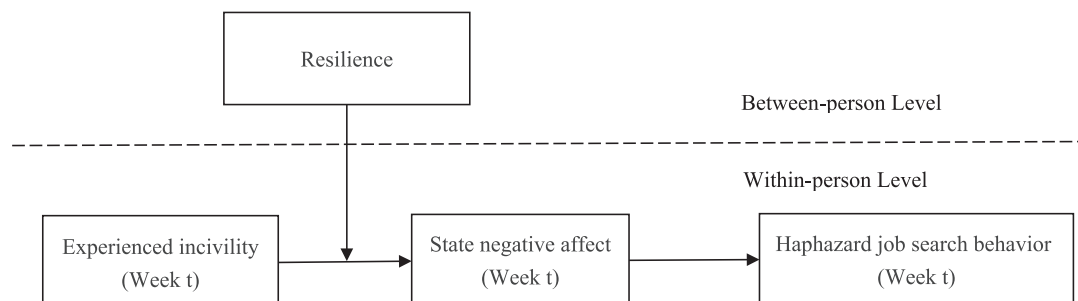 Resilience
Between-person Level
Within-person Level
Experienced incivility
(Week t)
State negative affect
(Week t)
Haphazard job search behavior
(Week t)